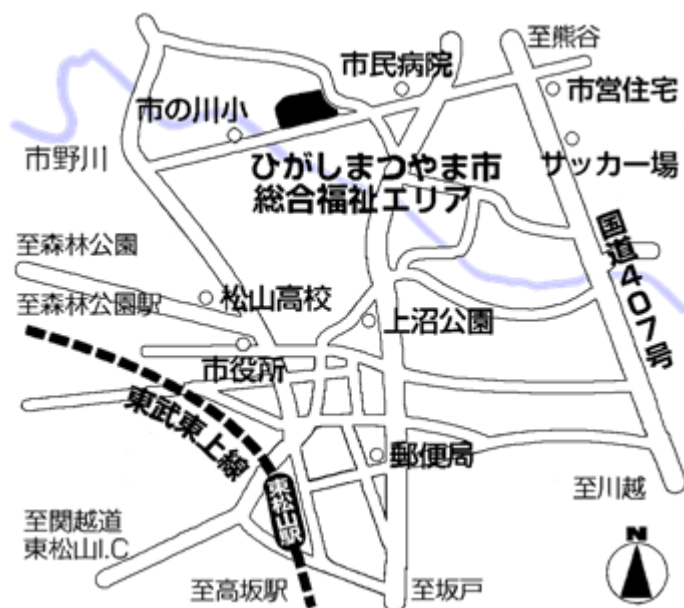 至熊谷
市民病院
市営住宅
市の川小
サッカー場
市野川
ひがしまつやま市
総合福祉エリア
国道407号
至森林公園
至森林公園駅
松山高校
上沼公園
市役所
東武東上線
郵便局
東松山駅
至川越
至関越道
東松山I.C
至高坂駅
至坂戸
N